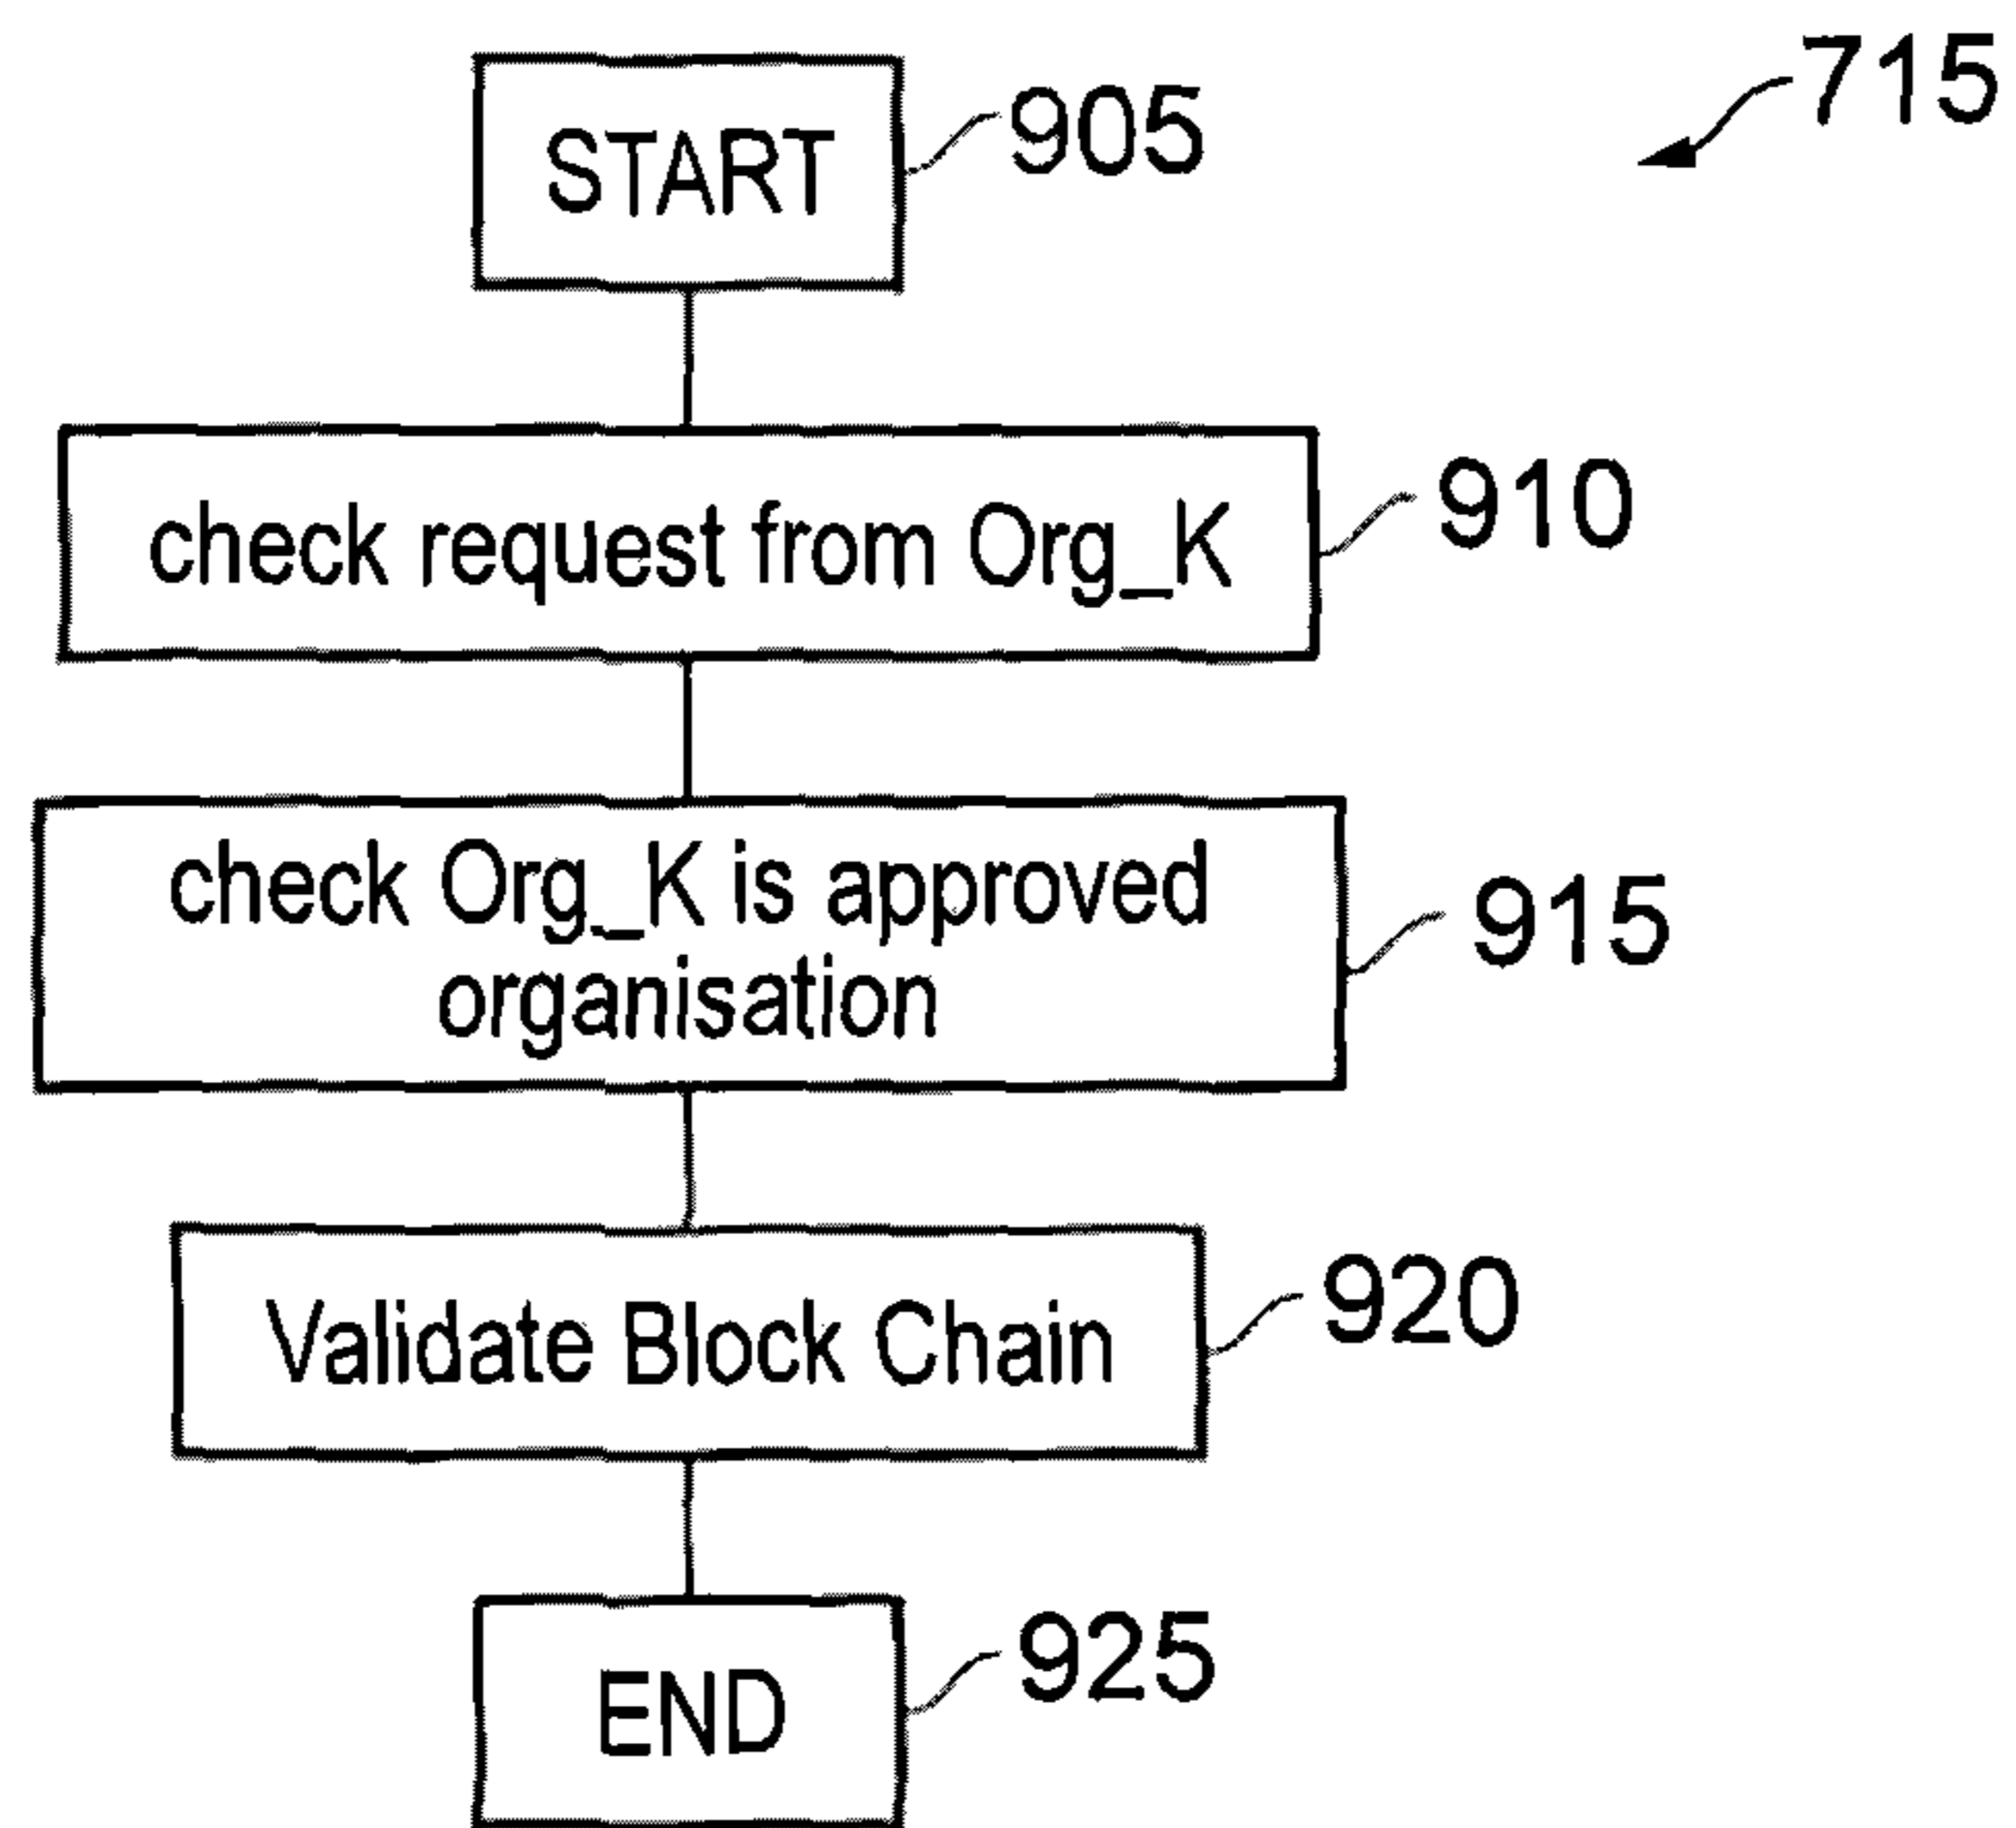 715
START
905
check request from Org_K
910
check Org_K is approved
organisation
915
Validate Block Chain
920
END
925